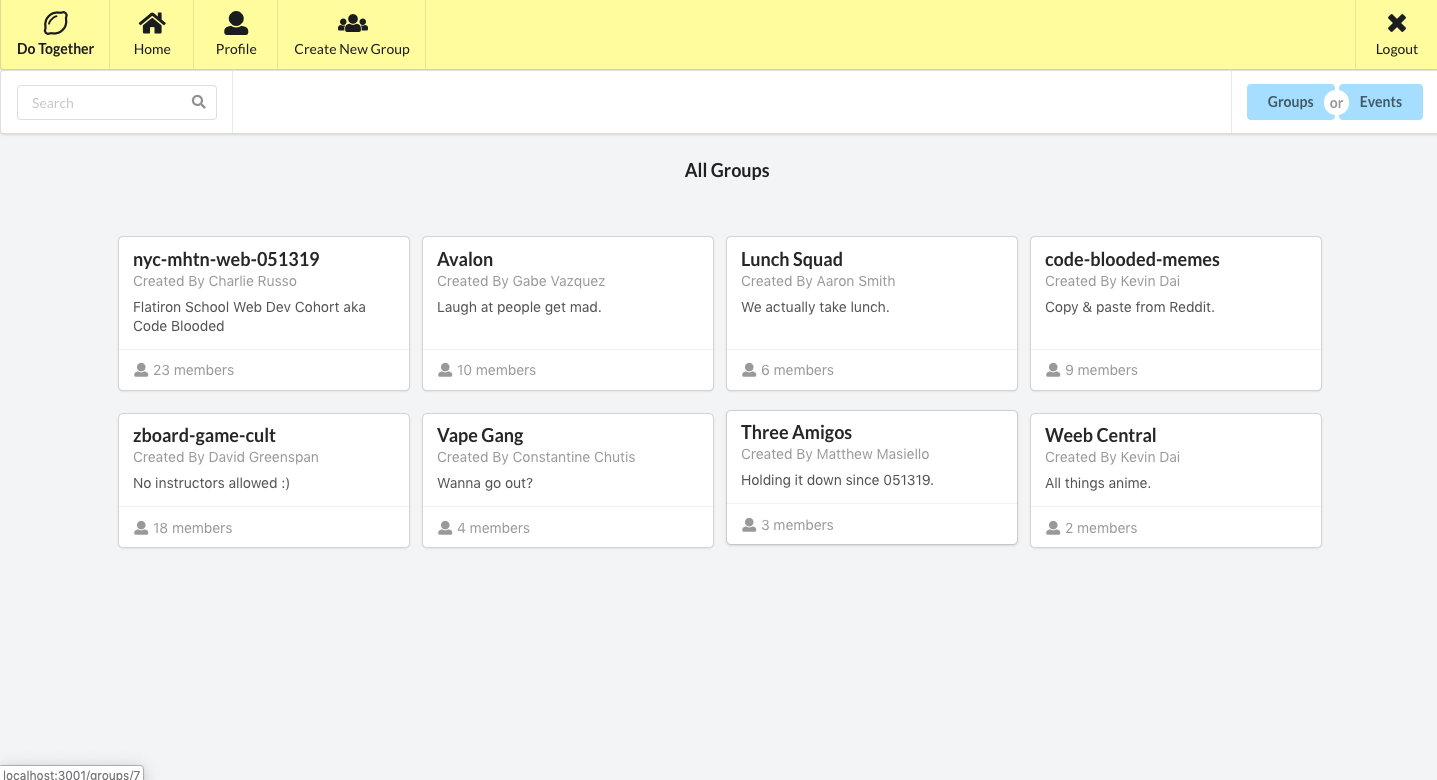 Do Together
Home
Profile
Create New Group
Logout
Search
Groups
or
Events
All Groups
nyc-mhtn-web-051319
Created By Charlie Russo
Flatiron School Web Dev Cohort aka
Code Blooded
23 members
Avalon
Created By Gabe Vazquez
Laugh at people get mad.
10 members
Lunch Squad
Created By Aaron Smith
We actually take lunch.
6 members
code-blooded-memes
Created By Kevin Dai
Copy & paste from Reddit.
9 members
zboard-game-cult
Created By David Greenspan
No instructors allowed :)
18 members
Vape Gang
Created By Constantine Chutis
Wanna go out?
4 members
Three Amigos
Created By Matthew Masiello
Holding it down since 051319.
3 members
Weeb Central
Created By Kevin Dai
All things anime.
2 members
localhost:3001/groups/7